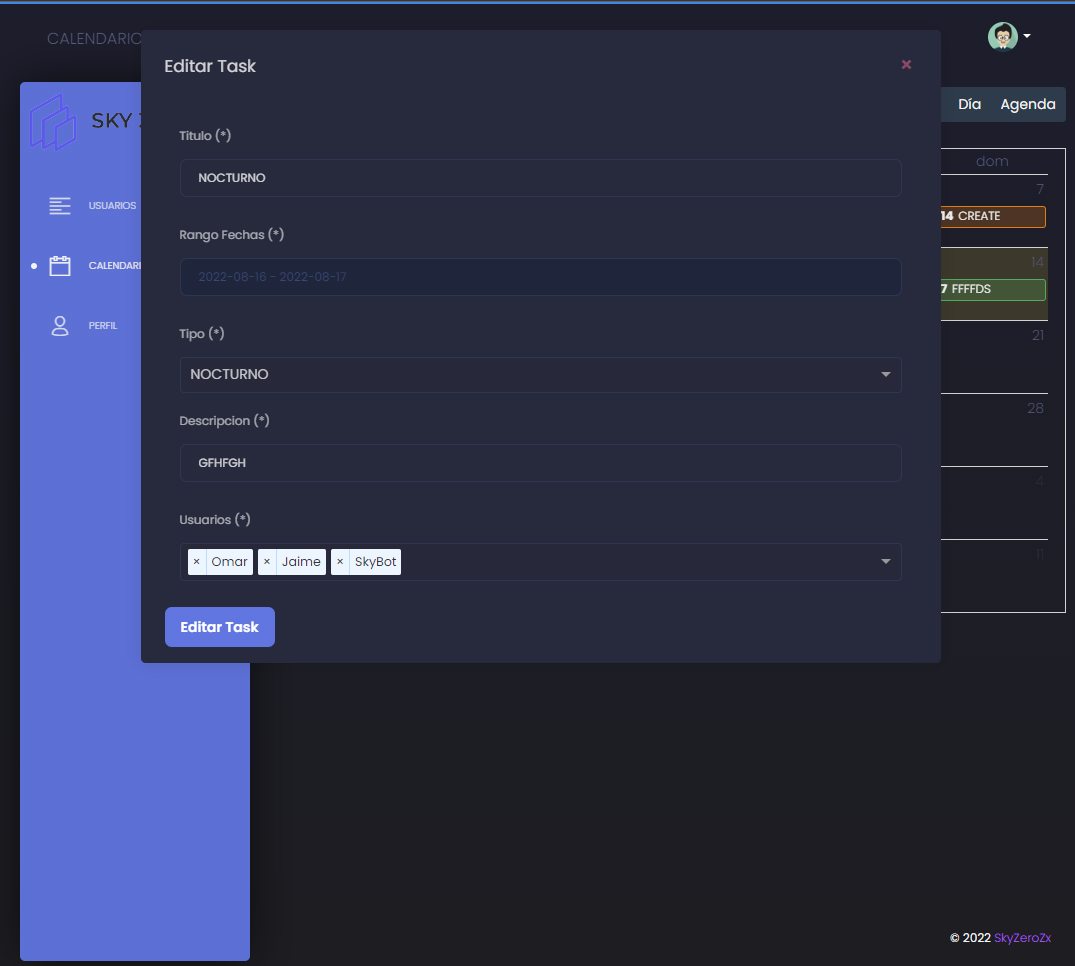 CALENDARIO
Editar Task
×
SKY
Día Agenda
Titulo (*)
NOCTURNO
dom
7
14 CREATE
USUARIOS
Rango Fechas (*)
2022-08-16 - 2022-08-17
14
7 FFFFDS
CALENDARI
PERFIL
Tipo (*)
NOCTURNO
21
Descripcion (*)
GFHFGH
28
4
Usuarios (*)
× Omar × Jaime × SkyBot
11
Editar Task
© 2022 SkyZeroZx